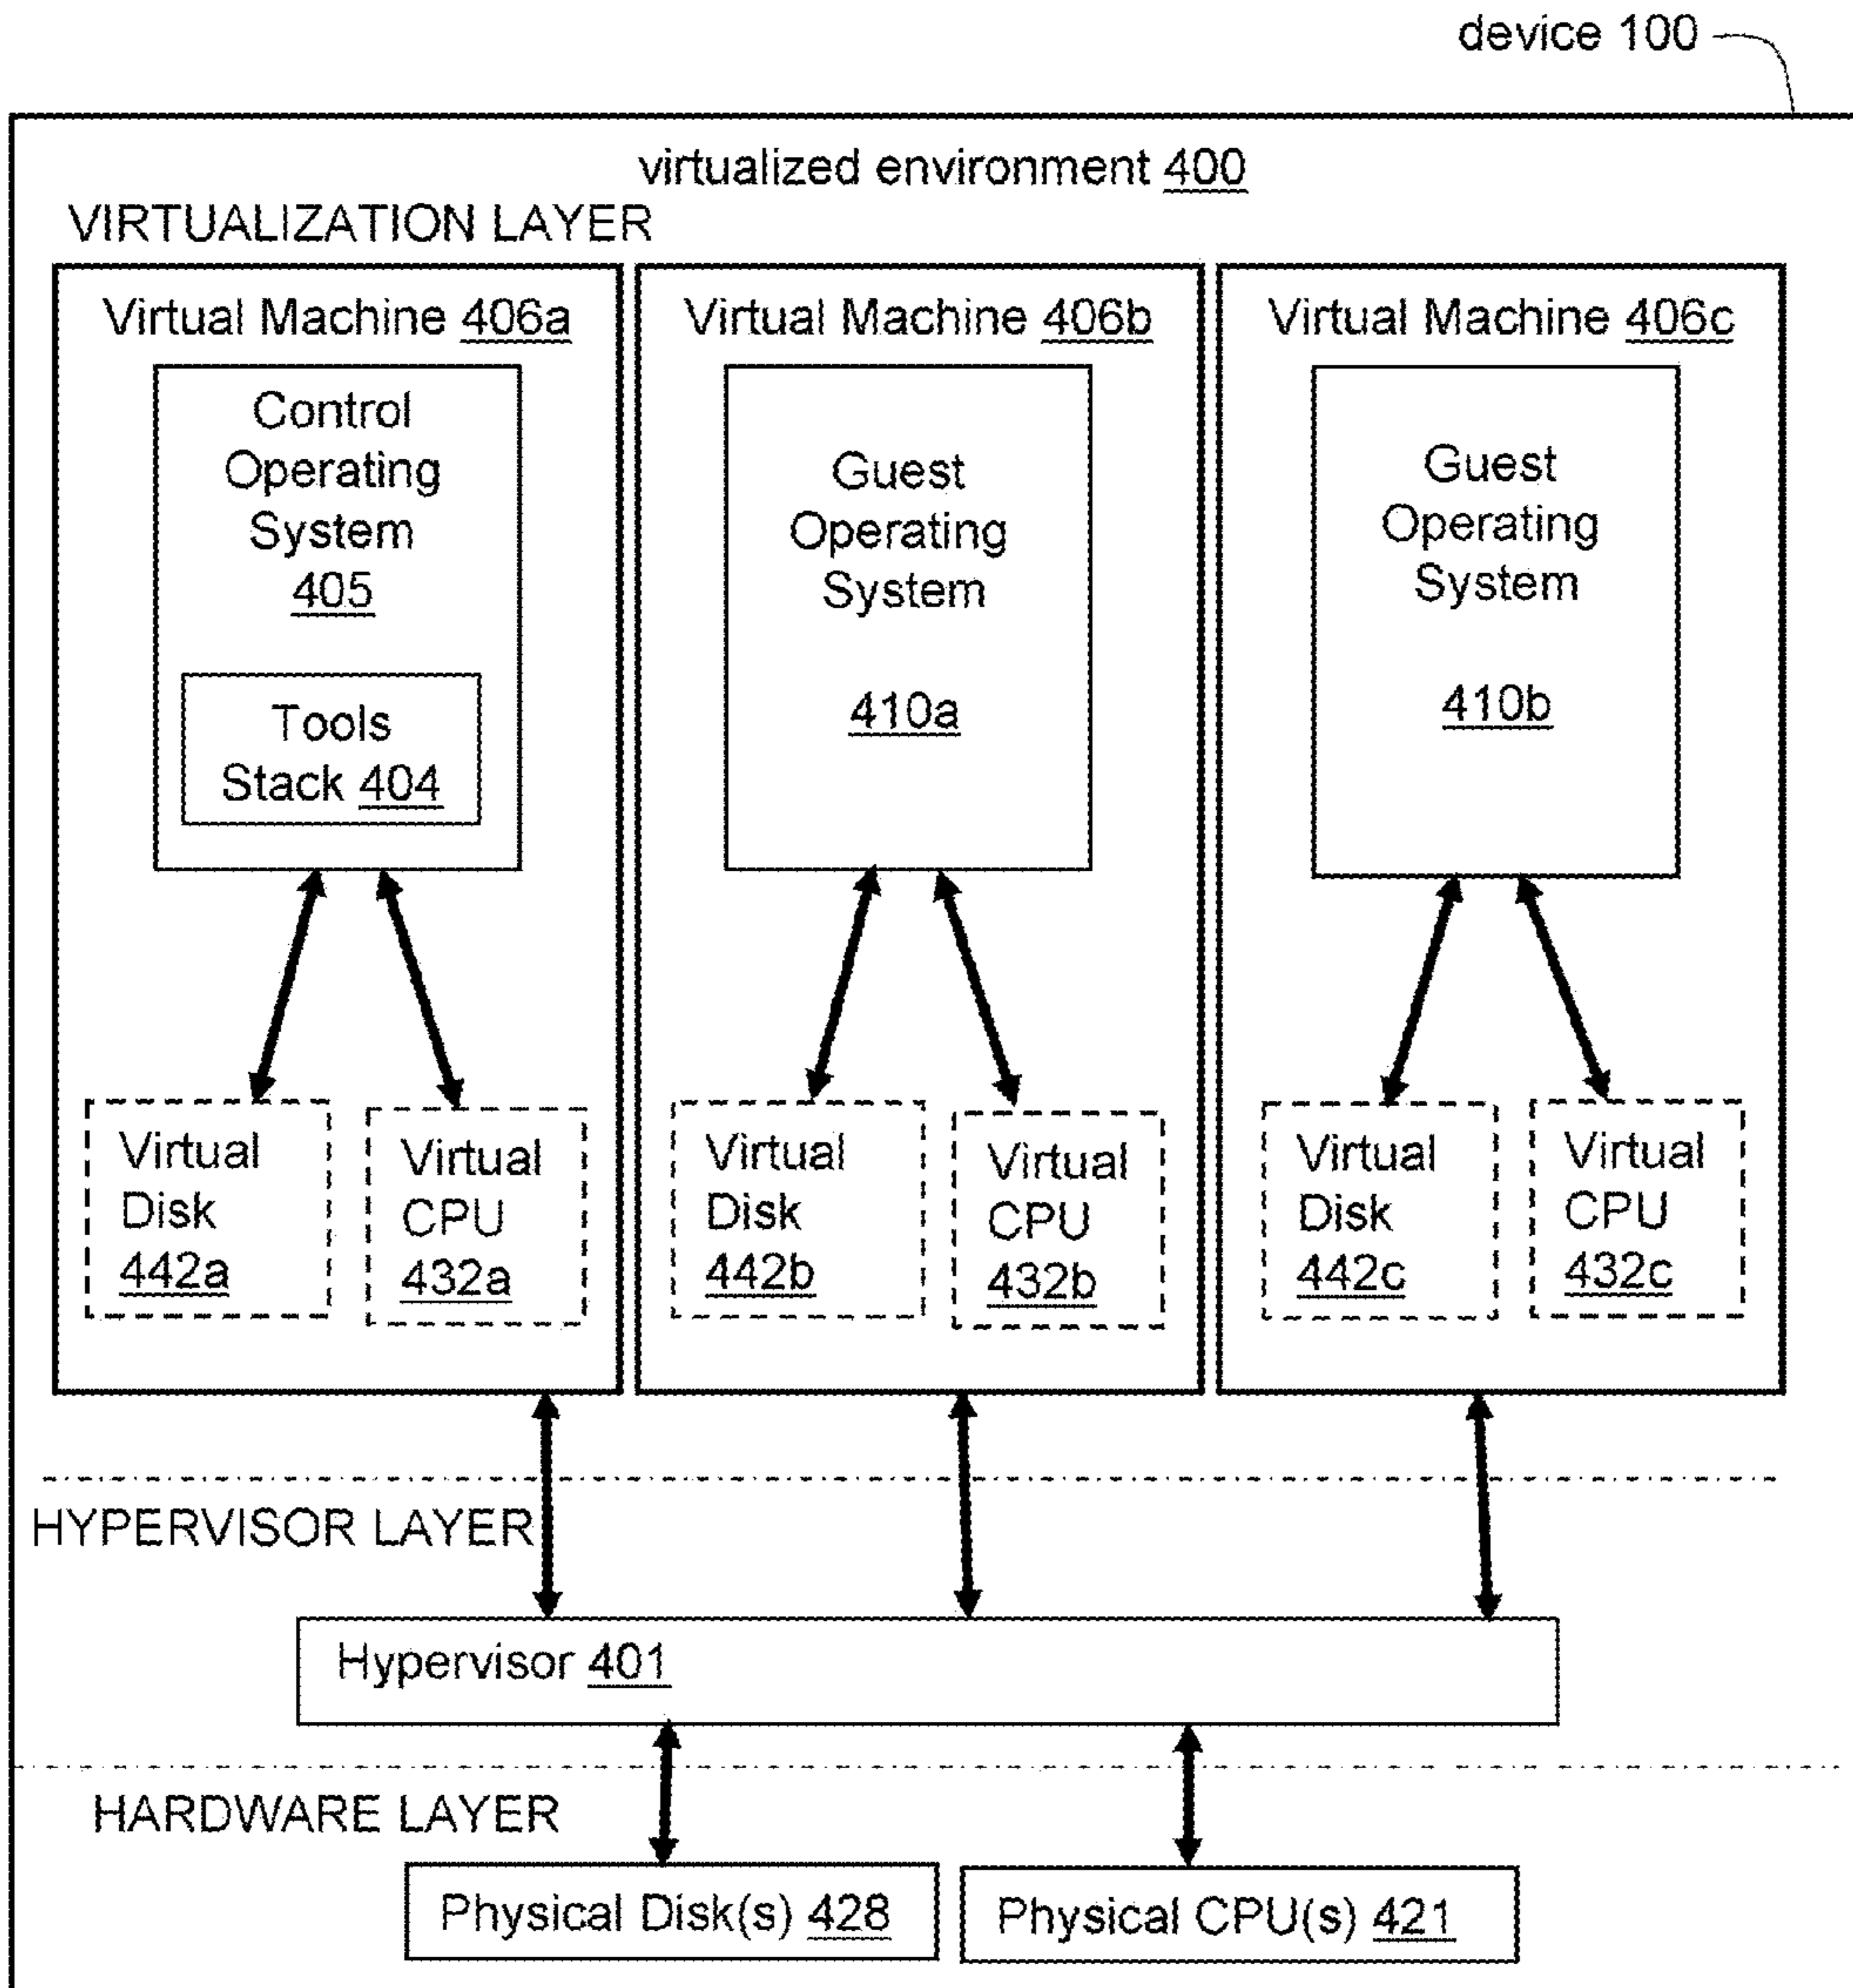 device 100
virtualized environment 400
VIRTUALIZATION LAYER
Virtual Machine 406a
Control
Operating
System
405
Tools
Stack 404
Virtual
Disk
442a
Virtual
CPU
432a
Virtual Machine 406b
Guest
Operating
System
410a
Virtual
Disk
442b
Virtual
CPU
432b
Virtual Machine 406c
Guest
Operating
System
410b
Virtual
Disk
442c
Virtual
CPU
432c
HYPERVISOR LAYER
Hypervisor 401
HARDWARE LAYER
Physical Disk(s) 428
Physical CPU(s) 421